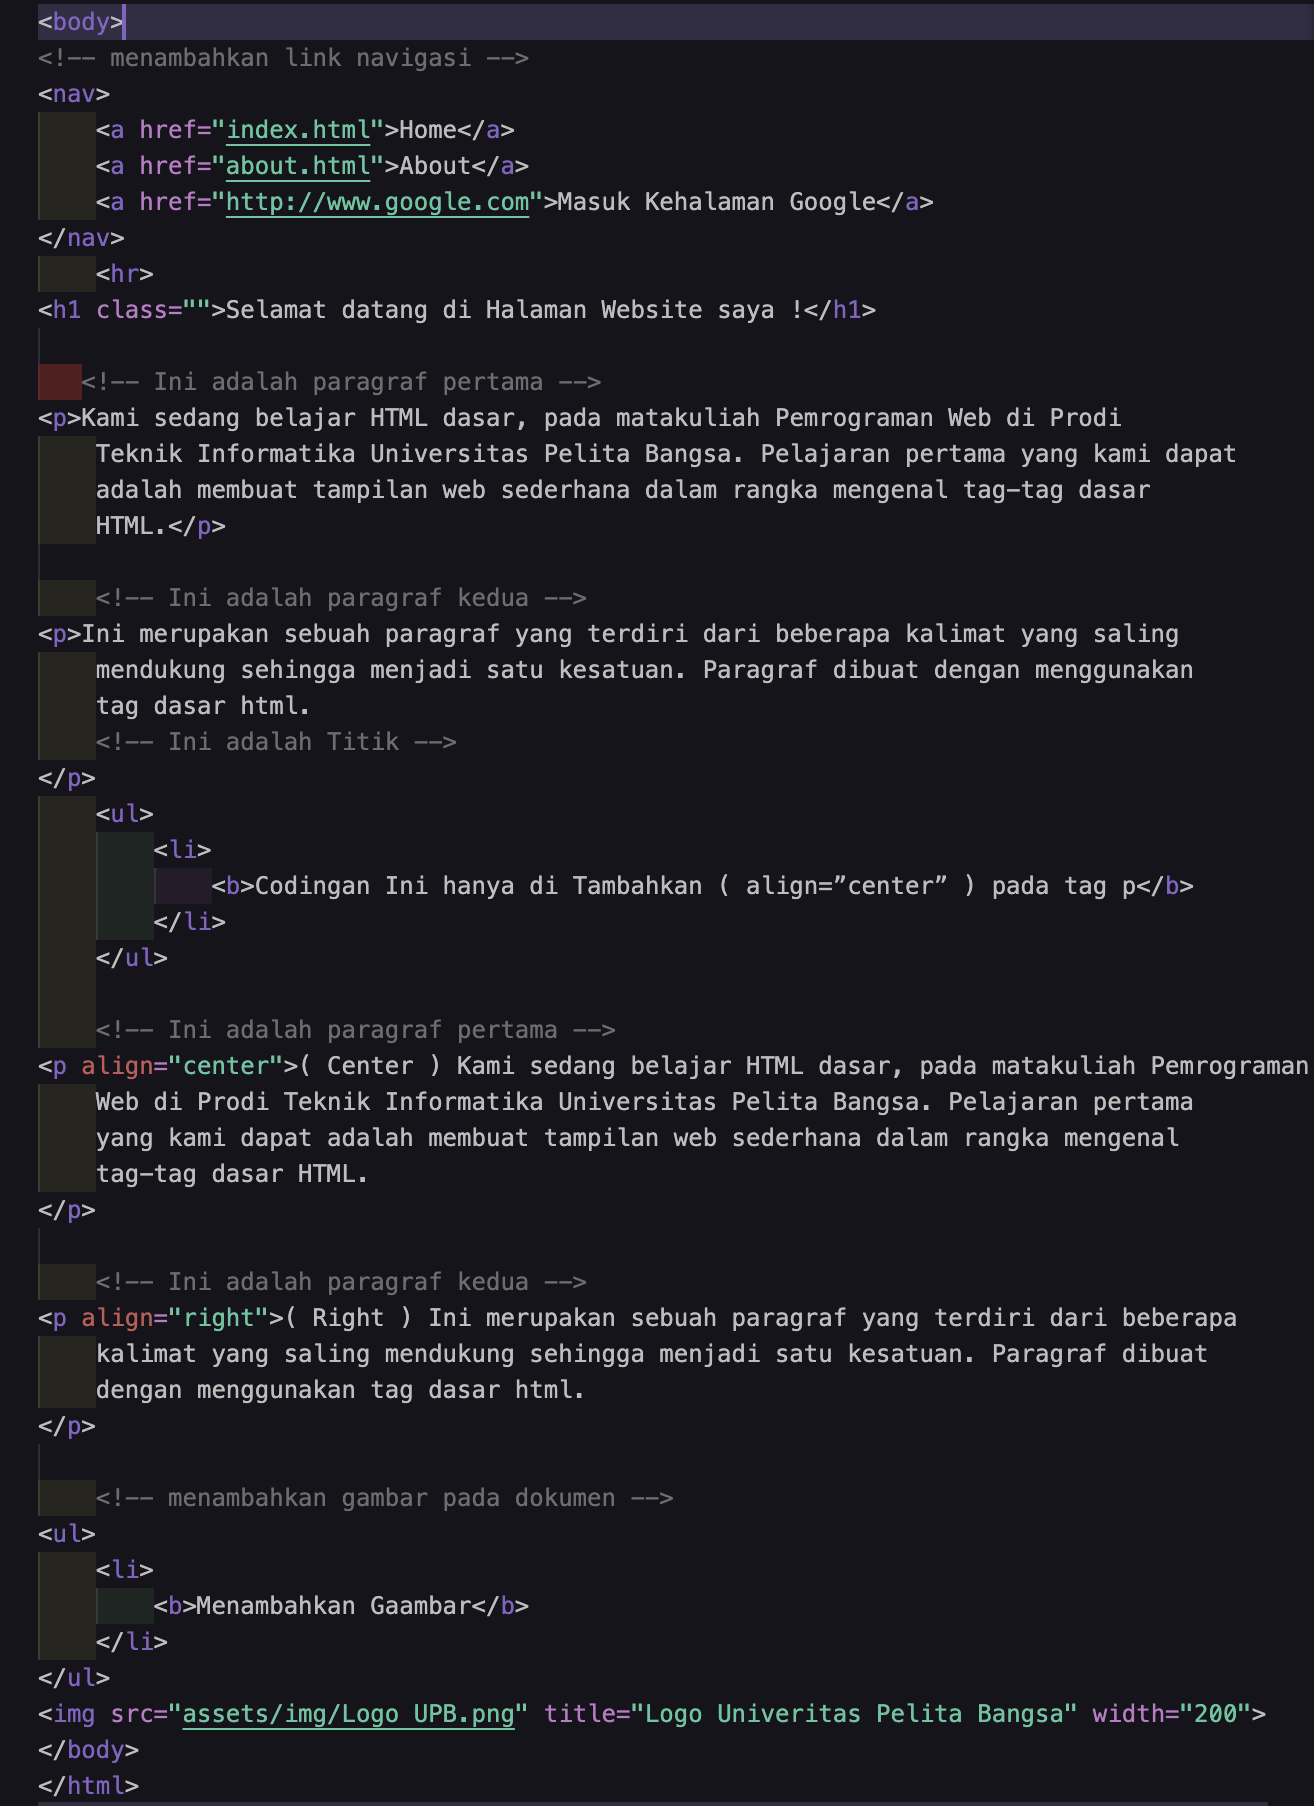 <body>
<!-- menambahkan link navigasi -->
<nav>
    <a href="index.html">Home</a>
    <a href="about.html">About</a>
    <a href="http://www.google.com">Masuk Kehalaman Google</a>
</nav>
    <hr>
<h1 class="">Selamat datang di Halaman Website saya !</h1>

   <!-- Ini adalah paragraf pertama -->
<p>Kami sedang belajar HTML dasar, pada matakuliah Pemrograman Web di Prodi
    Teknik Informatika Universitas Pelita Bangsa. Pelajaran pertama yang kami dapat
    adalah membuat tampilan web sederhana dalam rangka mengenal tag-tag dasar
    HTML.</p>

    <!-- Ini adalah paragraf kedua -->
<p>Ini merupakan sebuah paragraf yang terdiri dari beberapa kalimat yang saling
    mendukung sehingga menjadi satu kesatuan. Paragraf dibuat dengan menggunakan
    tag dasar html.
    <!-- Ini adalah Titik -->
</p>
    <ul>
        <li>
            <b>Codingan Ini hanya di Tambahkan ( align=”center” ) pada tag p</b>
        </li>
    </ul>

    <!-- Ini adalah paragraf pertama -->
<p align="center">( Center ) Kami sedang belajar HTML dasar, pada matakuliah Pemrograman
    Web di Prodi Teknik Informatika Universitas Pelita Bangsa. Pelajaran pertama
    yang kami dapat adalah membuat tampilan web sederhana dalam rangka mengenal
    tag-tag dasar HTML.
</p>

    <!-- Ini adalah paragraf kedua -->
<p align="right">( Right ) Ini merupakan sebuah paragraf yang terdiri dari beberapa
    kalimat yang saling mendukung sehingga menjadi satu kesatuan. Paragraf dibuat
    dengan menggunakan tag dasar html.
</p>

    <!-- menambahkan gambar pada dokumen -->
<ul>
    <li>
        <b>Menambahkan Gaambar</b>
    </li>
</ul>
<img src="assets/img/Logo UPB.png" title="Logo Univeritas Pelita Bangsa" width="200">
</body>
</html>